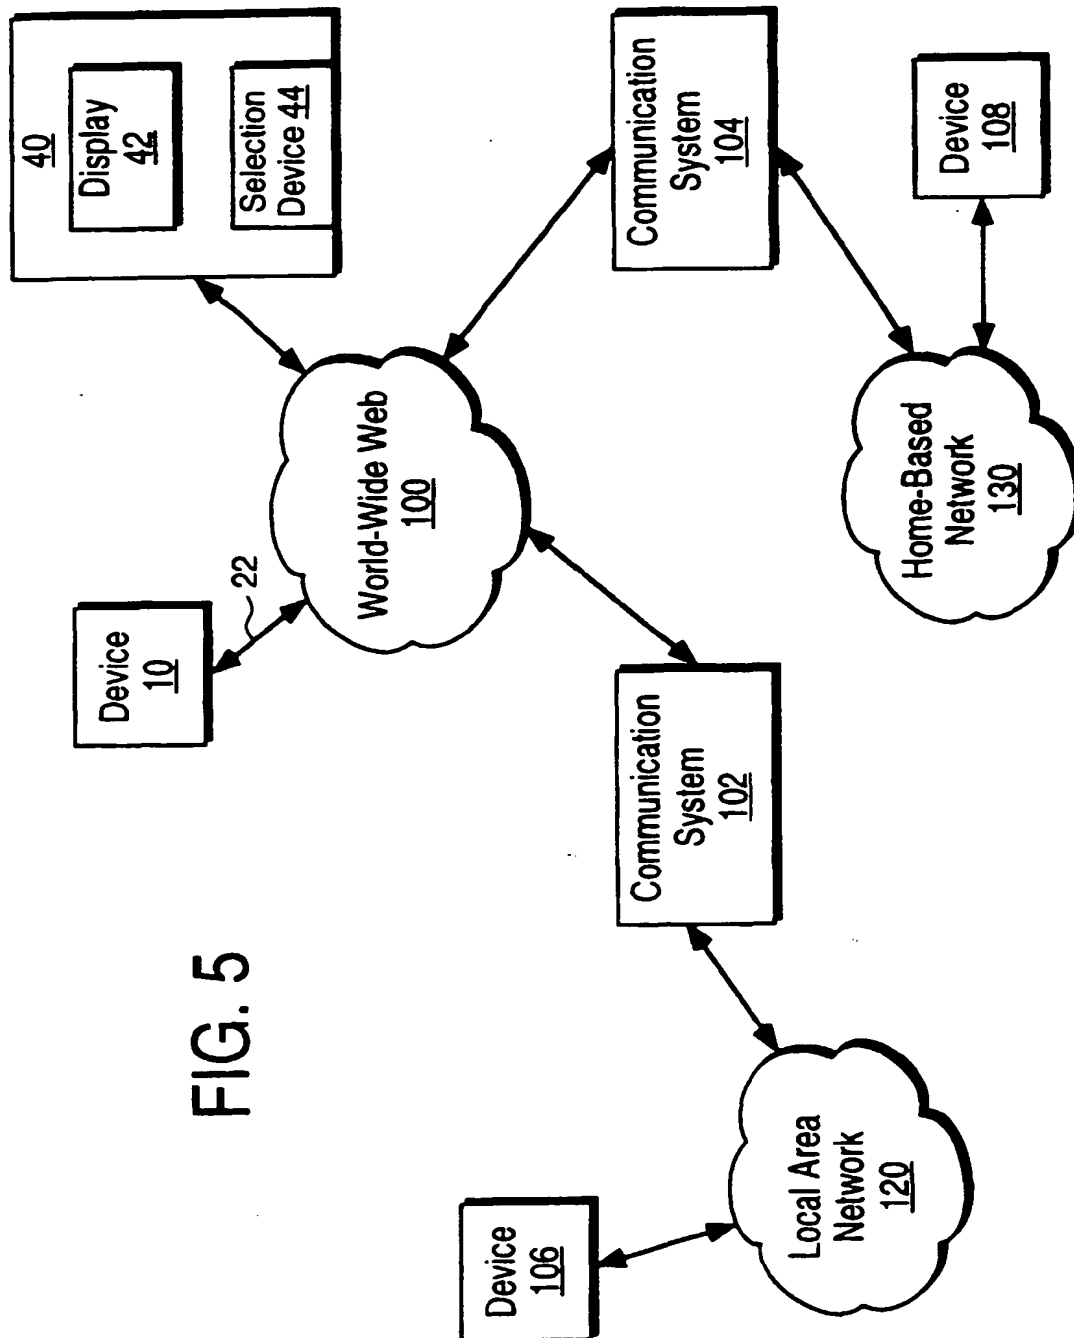 FIG. 5
Device
106
Local Area
Network
120
Device
10
22
Communication
System
102
World-Wide Web
100
40
Display
42
Selection
Device 44
Communication
System
104
Home-Based
Network
130
Device
108